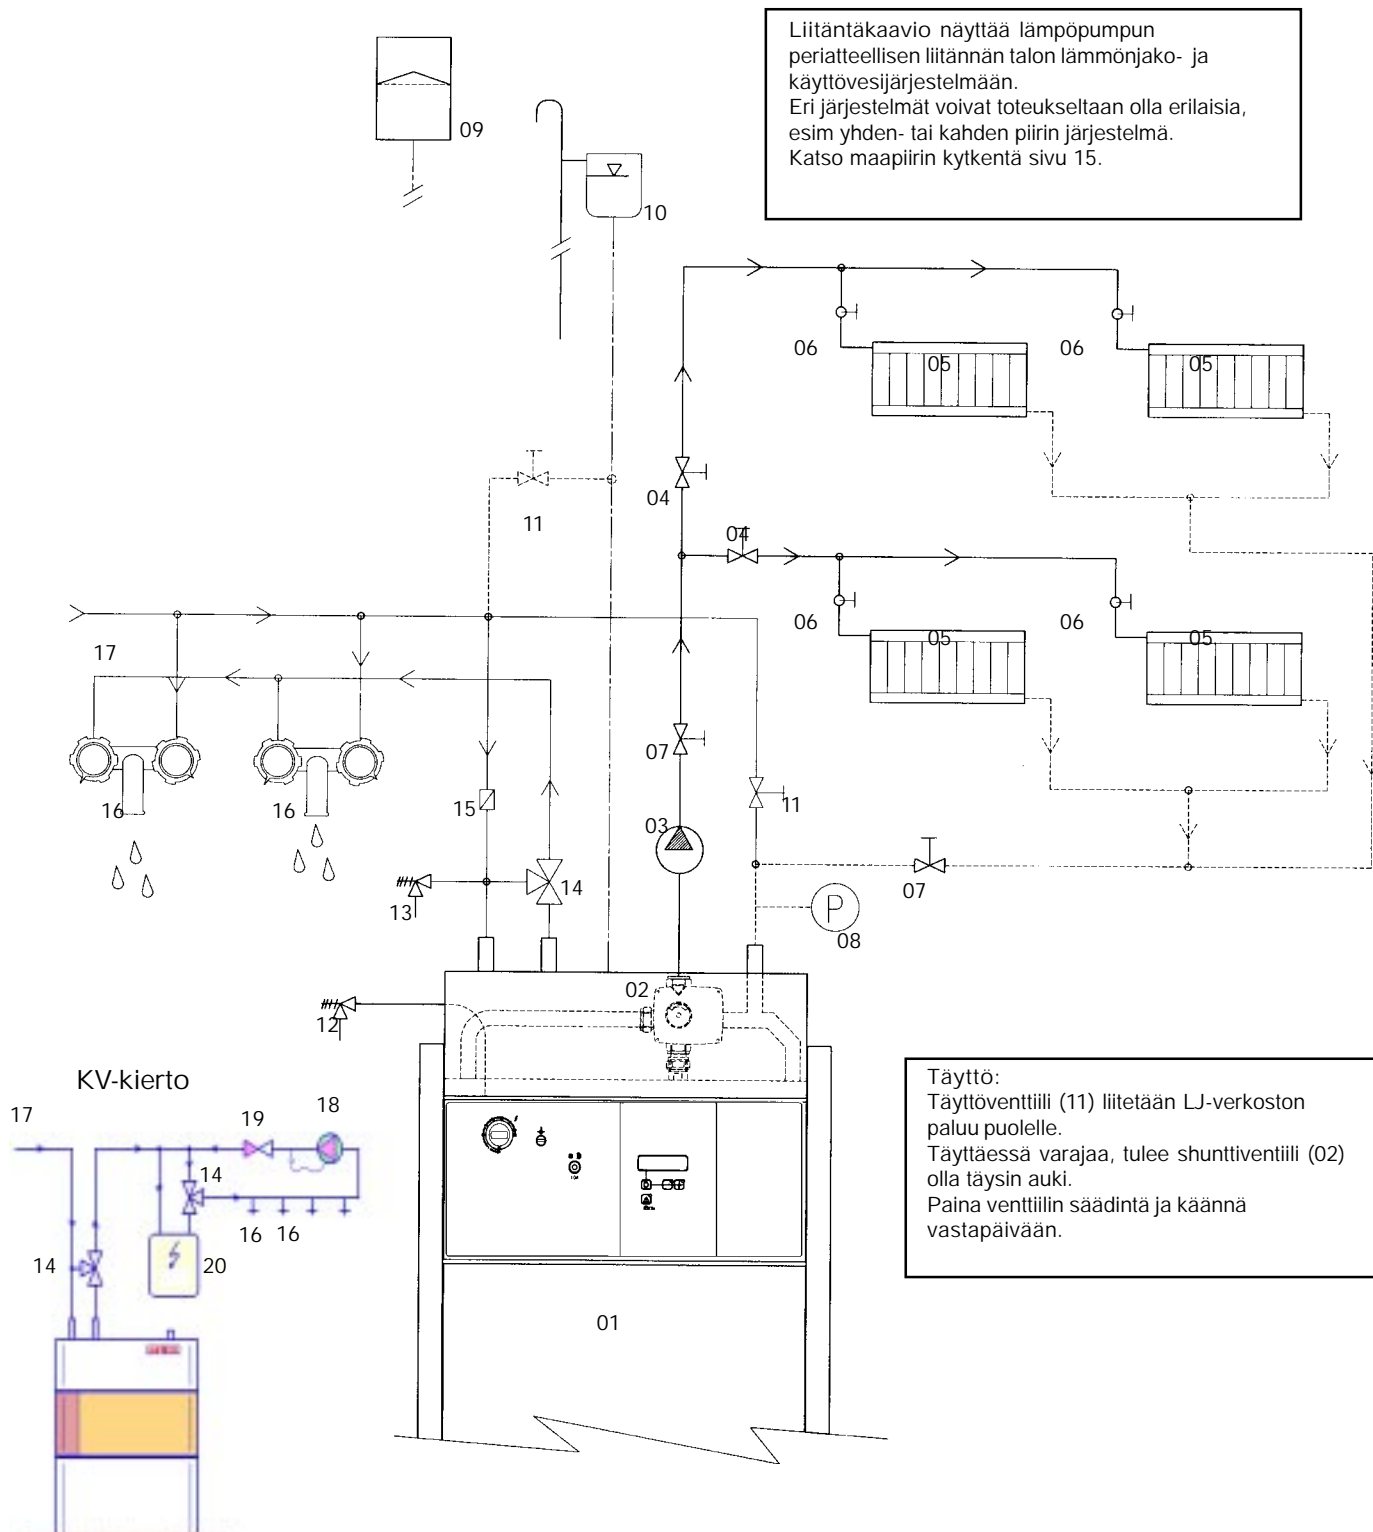 Liitäntäkaavio näyttää lämpöpumpun
periatteellisen liitännän talon lämmönjako- ja
käyttövesijärjestelmään.
Eri järjestelmät voivat toteukseltaan olla erilaisia,
esim yhden- tai kahden piirin järjestelmä.
Katso maapiirin kytkentä sivu 15.
09
10
06
05
06
05
04
11
04
06
05
06
05
17
07
16
16
15
03
11
13
14
07
P
08
02
12
KV-kierto
17
19
18
14
16
16
14
20
01
Täyttö:
Täyttöventtiili (11) liitetään LJ-verkoston
paluu puolelle.
Täyttäessä varajaa, tulee shunttiventiili (02)
olla täysin auki.
Paina venttiilin säädintä ja käännä
vastapäivään.